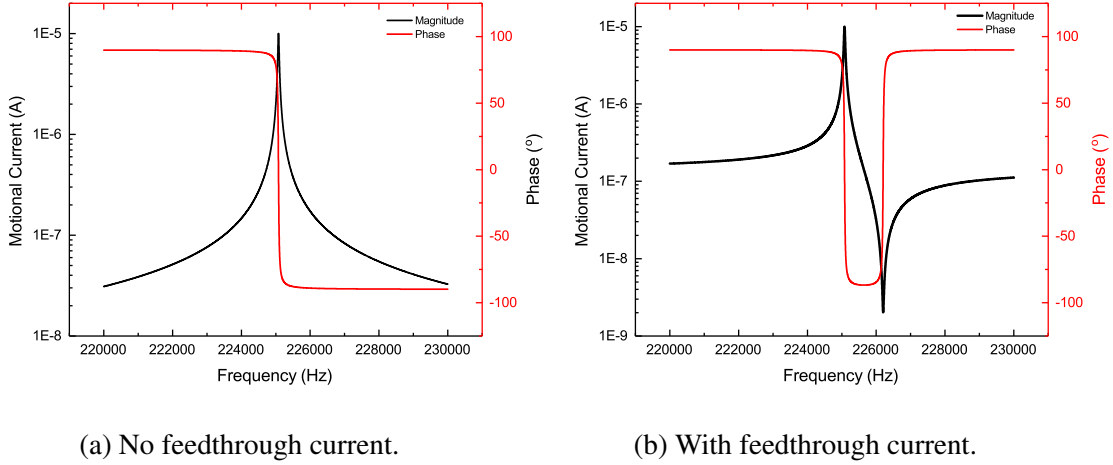 Magnitude
Phase
1E-5
1E-6
1E-7
1E-8
Motional Current (A)
100
50
0
-50
-100
Phase (°)
220000 222000 224000 226000 228000 230000
Frequency (Hz)
(a) No feedthrough current.
Magnitude
Phase
1E-5
1E-6
1E-7
1E-8
1E-9
Motional Current (A)
100
50
0
-50
-100
Phase (°)
220000 222000 224000 226000 228000 230000
Frequency (Hz)
(b) With feedthrough current.